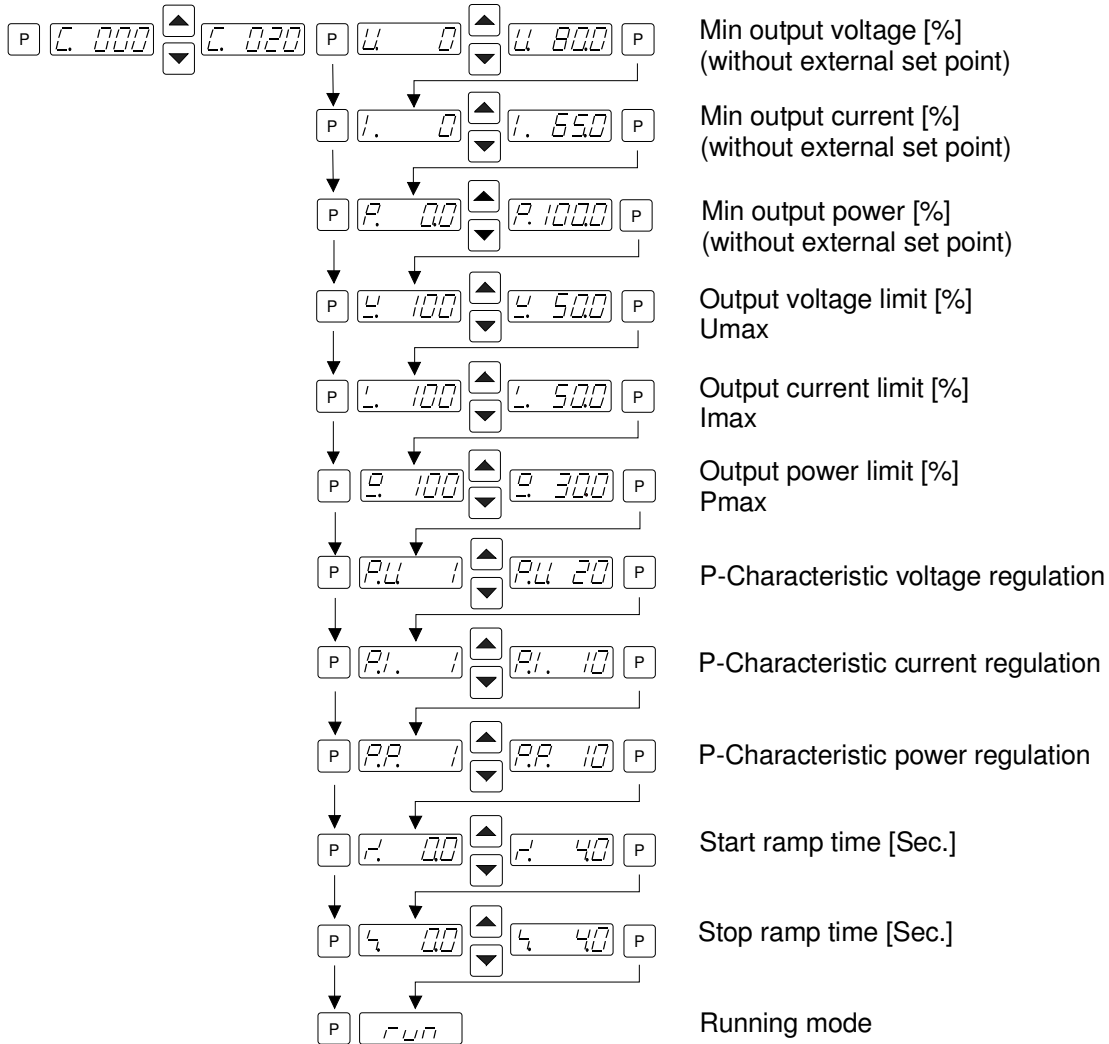 P C. 000 C. 020 P U. 0 U. 80.0 P Min output voltage [%]
(without external set point)
P I. 0 I. 65.0 P Min output current [%]
(without external set point)
P P. 0.0 P. 100.0 P Min output power [%]
(without external set point)
P 100 50.0 P Output voltage limit [%]
Umax
P 100 50.0 P Output current limit [%]
Imax
P 100 30.0 P Output power limit [%]
Pmax
P P.U. 1 P.U. 20 P P-Characteristic voltage regulation
P P.I. 1 P.I. 10 P P-Characteristic current regulation
P P.P. 1 P.P. 10 P P-Characteristic power regulation
P r. 0.0 r. 4.0 P Start ramp time [Sec.]
P 0.0 4.0 P Stop ramp time [Sec.]
P run Running mode